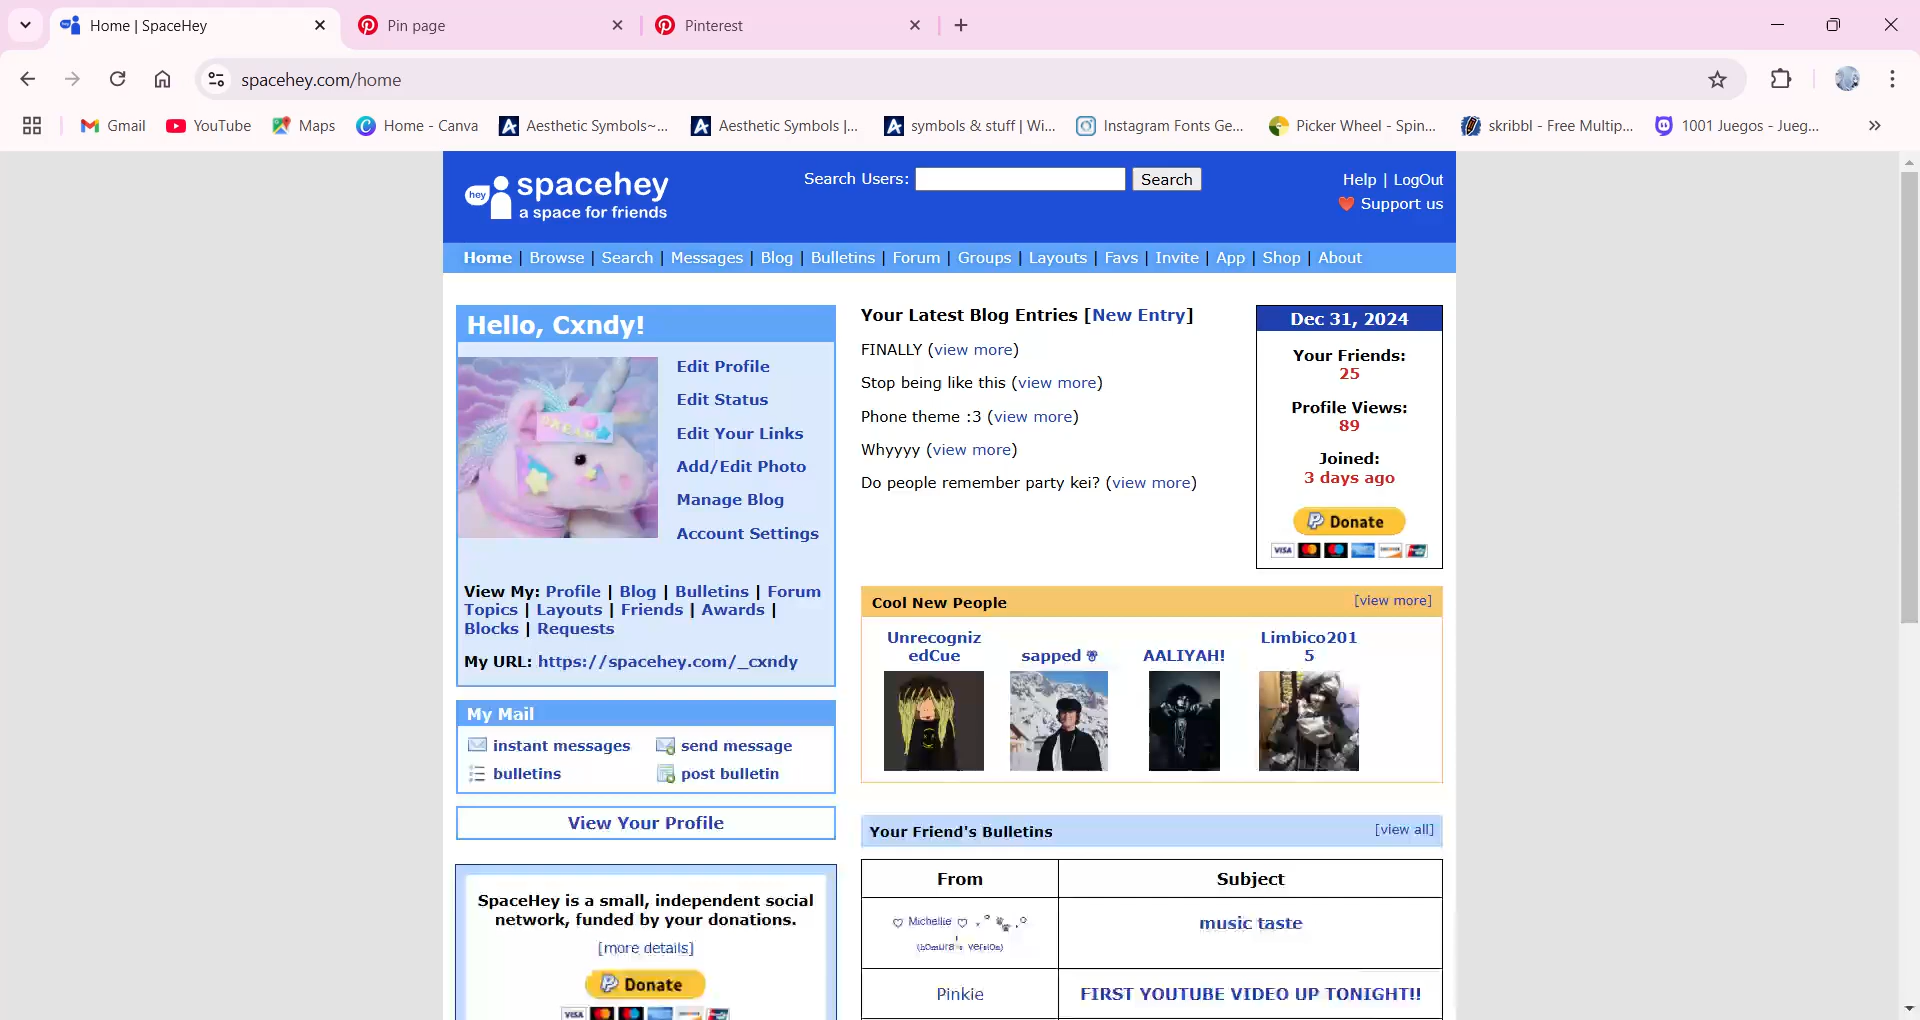 Home | SpaceHey
Pin page
Pinterest
spacehey.com/home
Gmail
YouTube
Maps
Home - Canva
Aesthetic Symbols~...
Aesthetic Symbols |...
symbols & stuff | Wi...
Instagram Fonts Ge...
Picker Wheel - Spin...
skribbl - Free Multip...
1001 Juegos - Jueg...
hey
spacehey
a space for friends
Search Users:
Search
Help | LogOut
Support us
Home | Browse | Search | Messages | Blog | Bulletins | Forum | Groups | Layouts | Favs | Invite | App | Shop | About
Hello, Cxndy!
Edit Profile
Edit Status
Edit Your Links
Add/Edit Photo
Manage Blog
Account Settings
View My: Profile | Blog | Bulletins | Forum
Topics | Layouts | Friends | Awards |
Blocks | Requests
My URL: https://spacehey.com/_cxndy
My Mail
instant messages
send message
bulletins
post bulletin
View Your Profile
SpaceHey is a small, independent social
network, funded by your donations.
[more details]
Donate
VISA
Your Latest Blog Entries [New Entry]
FINALLY (view more)
Stop being like this (view more)
Phone theme :3 (view more)
Whyyyy (view more)
Do people remember party kei? (view more)
Dec 31, 2024
Your Friends:
25
Profile Views:
89
Joined:
3 days ago
Donate
VISA
Cool New People
[view more]
Unrecogniz
edCue
sapped
AALIYAH!
Limbico201
5
Your Friend's Bulletins
[view all]
From
Subject
♡ Michellie ♡
music taste
Pinkie
FIRST YOUTUBE VIDEO UP TONIGHT!!